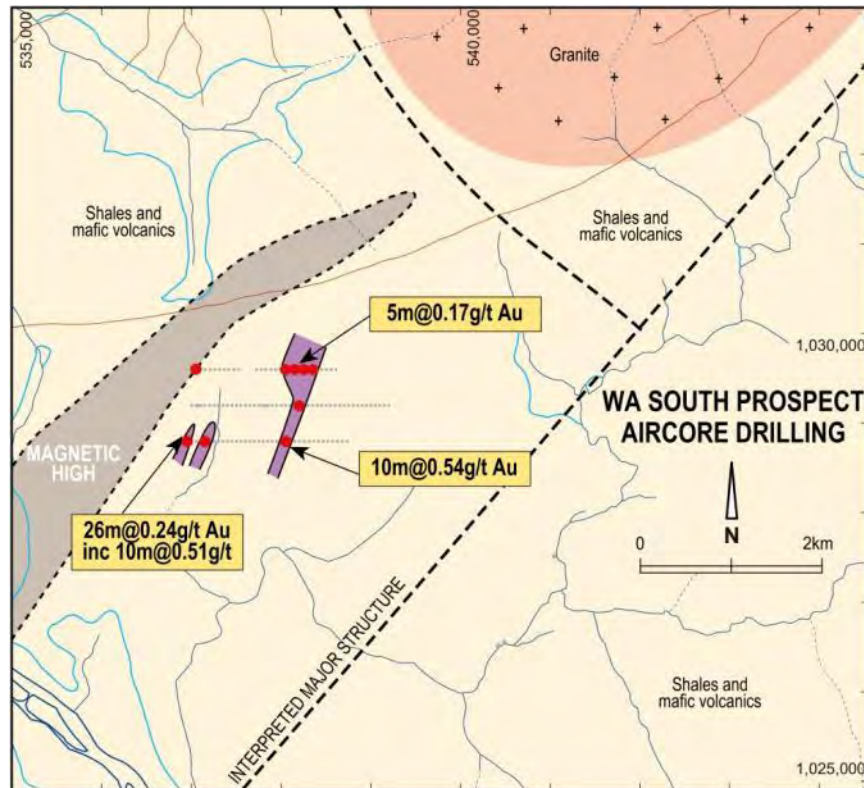 535,000
540,000
Granite
Shales and
mafic volcanics
Shales and
mafic volcanics
5m@0.17g/t Au
1,030,000
WA SOUTH PROSPECT
AIRCORE DRILLING
MAGNETIC
HIGH
10m@0.54g/t Au
N
26m@0.24g/t Au
inc 10m@0.51g/t
0
2km
INTERPRETED MAJOR STRUCTURE
Shales and
mafic volcanics
1,025,000